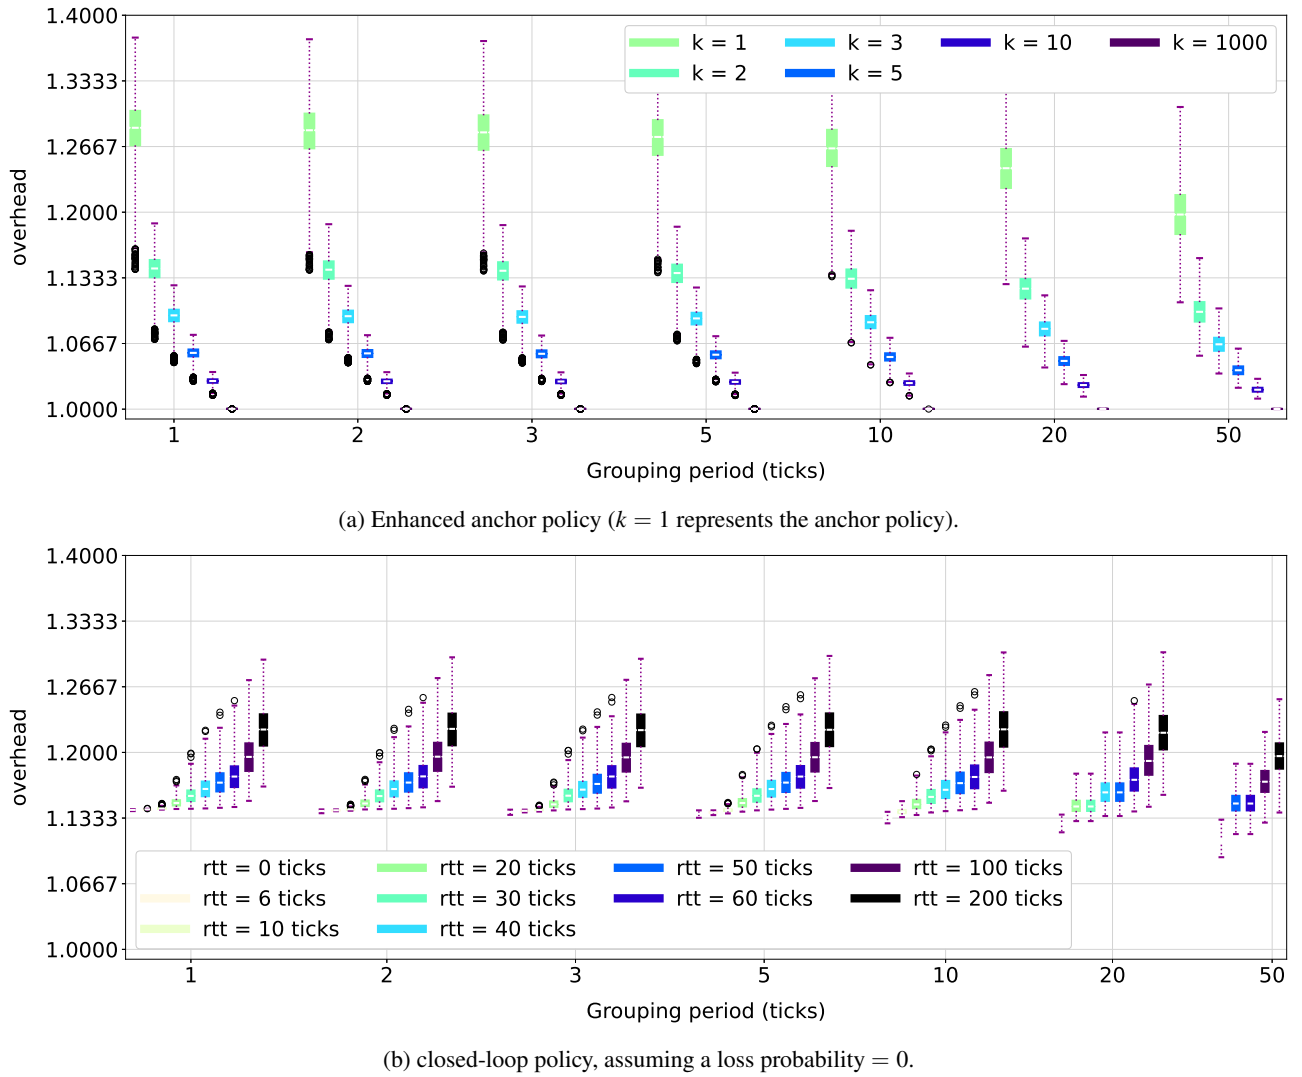 1.4000
1.3333
1.2667
1.2000
1.1333
1.0667
1.0000
overhead
k = 1 k = 3 k = 10 k = 1000
k = 2 k = 5
1 2 3 5 10 20 50
Grouping period (ticks)
(a) Enhanced anchor policy (k = 1 represents the anchor policy).
1.4000
1.3333
1.2667
1.2000
1.1333
1.0667
1.0000
overhead
rtt = 0 ticks rtt = 20 ticks rtt = 50 ticks rtt = 100 ticks
rtt = 6 ticks rtt = 30 ticks rtt = 60 ticks rtt = 200 ticks
rtt = 10 ticks rtt = 40 ticks
1 2 3 5 10 20 50
Grouping period (ticks)
(b) closed-loop policy, assuming a loss probability = 0.